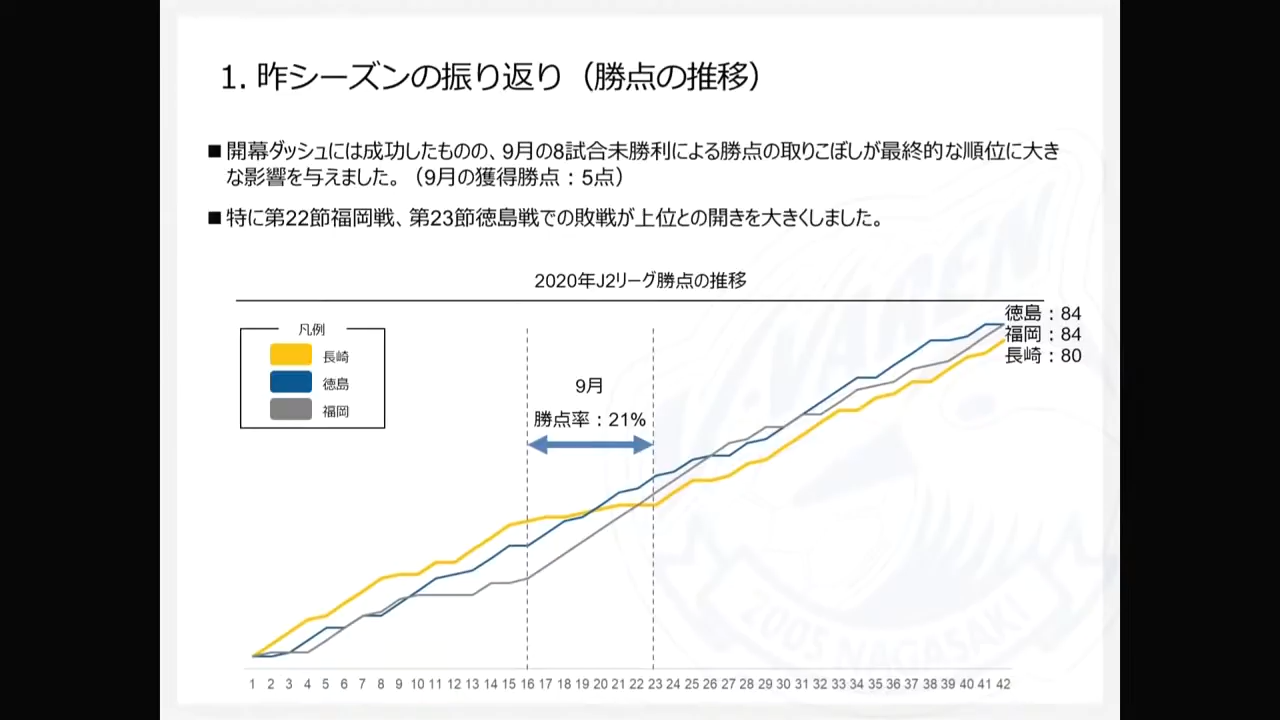 1. 昨シーズンの振り返り（勝点の推移）
■ 開幕ダッシュには成功したものの、9月の8試合未勝利による勝点の取りこぼしが最終的な順位に大き
な影響を与えました。（9月の獲得勝点：5点）
■ 特に第22節福岡戦、第23節徳島戦での敗戦が上位との開きを大きくしました。
2020年J2リーグ勝点の推移
凡例
長崎
徳島
福岡
9月
勝点率：21%
徳島：84
福岡：84
長崎：80
1 2 3 4 5 6 7 8 9 10 11 12 13 14 15 16 17 18 19 20 21 22 23 24 25 26 27 28 29 30 31 32 33 34 35 36 37 38 39 40 41 42
V·VAREN
2005 NAGASAKI